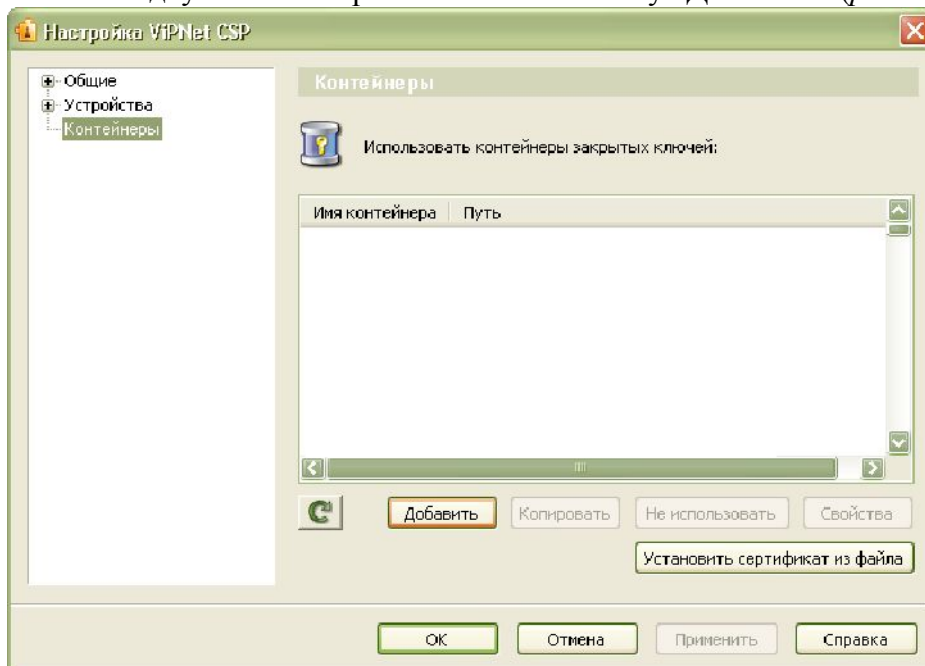 Настройка ViPNet CSP
Общие
Устройства
Контейнеры
Контейнеры
Использовать контейнеры закрытых ключей:
Имя контейнера Путь
Добавить Копировать Не использовать Свойства
Установить сертификат из файла
ОК Отмена Применить Справка